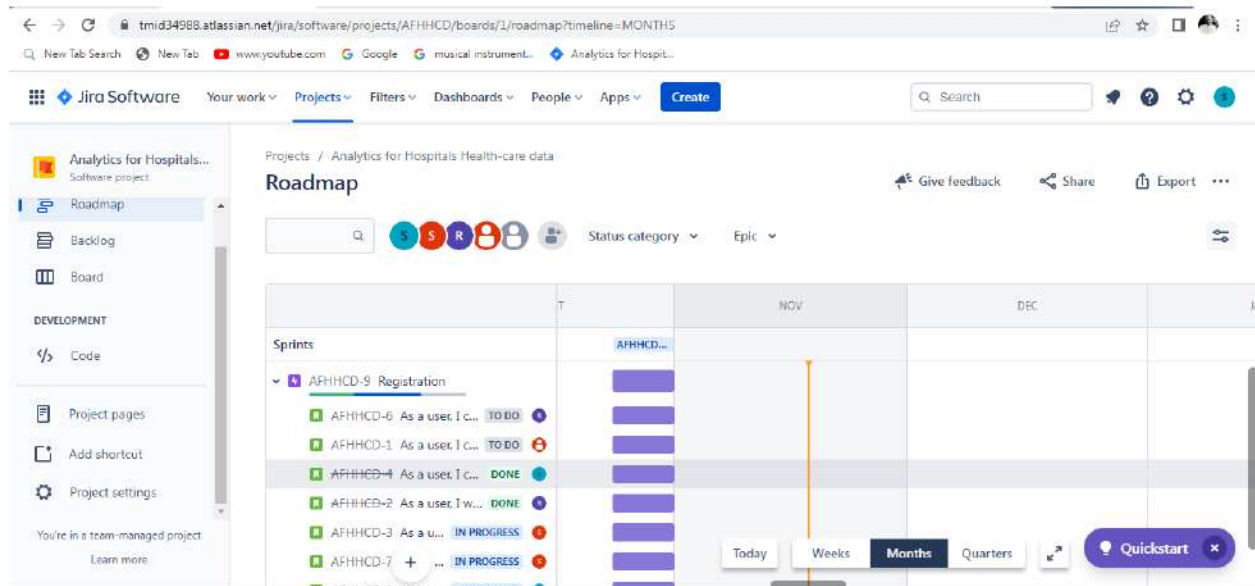 tmid34988.atlassian.net/jira/software/projects/AFHHCD/boards/1/roadmap?timeline=MONTHS
New Tab Search New Tab www.youtube.com Google musical instrument... Analytics for Hospit...
Jira Software Your work Projects Filters Dashboards People Apps Create Search S
Analytics for Hospitals...
Software project
Roadmap
Backlog
Board
DEVELOPMENT
Code
Project pages
Add shortcut
Project settings
You're in a team-managed project
Learn more
Projects / Analytics for Hospitals Health-care data
Roadmap
Give feedback Share Export
S S R Status category Epic
T NOV DEC J
Sprints AFHHCD...
AFHHCD-9 Registration
AFHHCD-6 As a user, I c... TO DO R
AFHHCD-1 As a user, I c... TO DO
AFHHCD-4 As a user, I c... DONE S
AFHHCD-2 As a user, I w... DONE R
AFHHCD-3 As a u... IN PROGRESS S
AFHHCD-7 ... IN PROGRESS S
Today Weeks Months Quarters
Quickstart